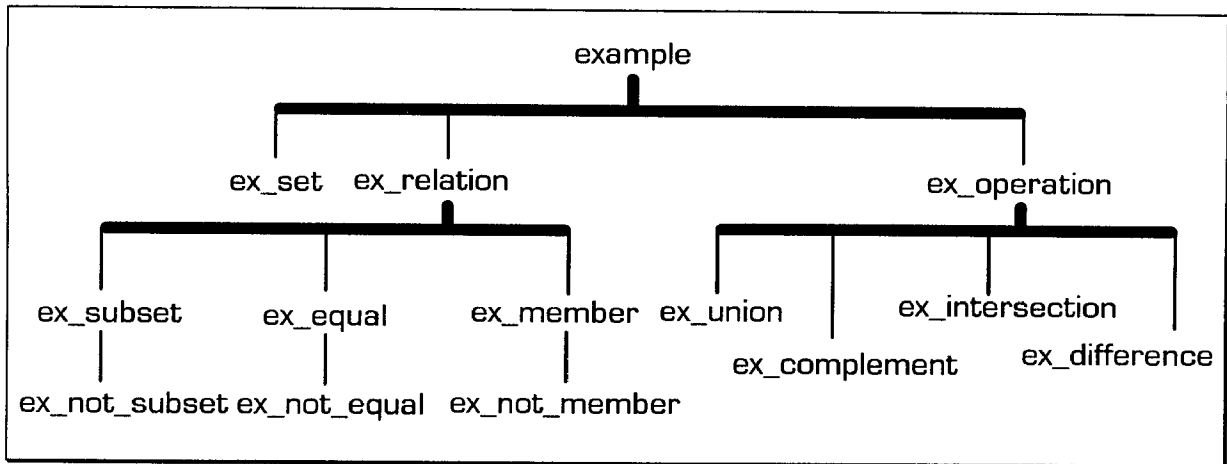 example
ex_set ex_relation ex_operation
ex_subset ex_equal ex_member ex_union ex_intersection
ex_complement ex_difference
ex_not_subset ex_not_equal ex_not_member